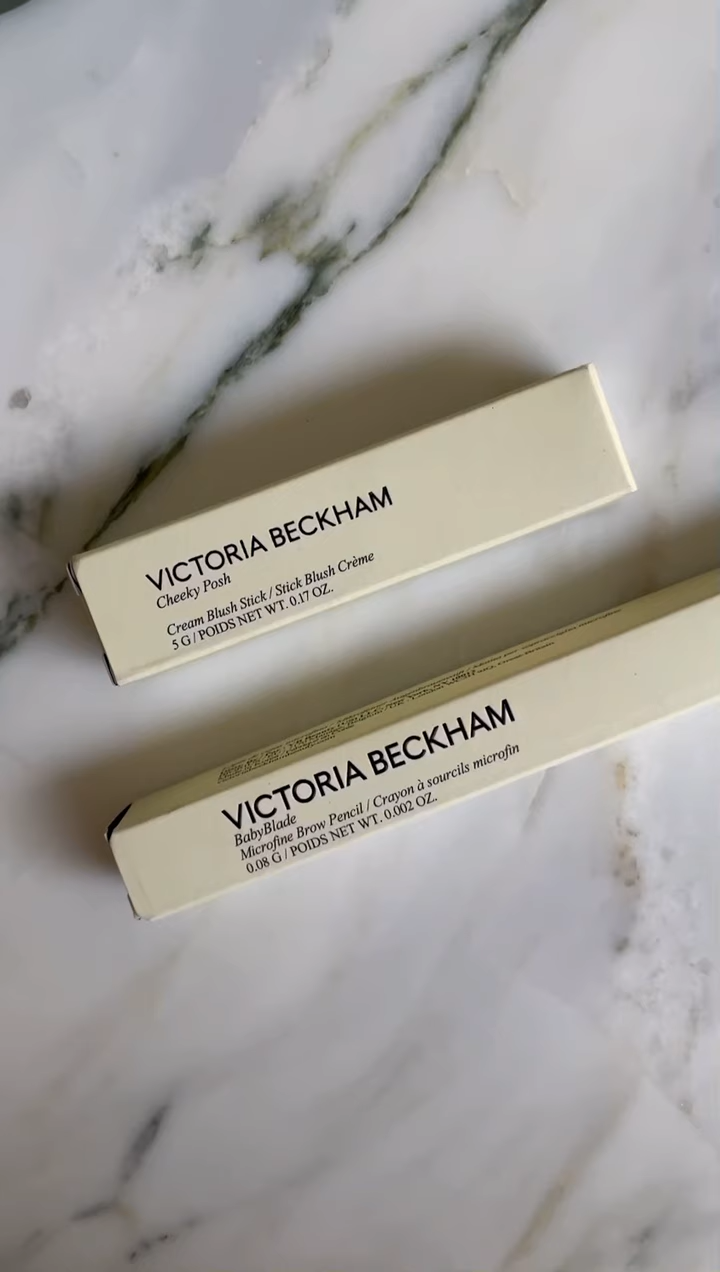 VICTORIA BECKHAM
Cheeky Posh
Cream Blush Stick / Stick Blush Crème
5 G / POIDS NET WT. 0.17 OZ.
VICTORIA BECKHAM
BabyBlade
Microfine Brow Pencil / Crayon à sourcils microfin
0.08 G / POIDS NET WT. 0.002 OZ.